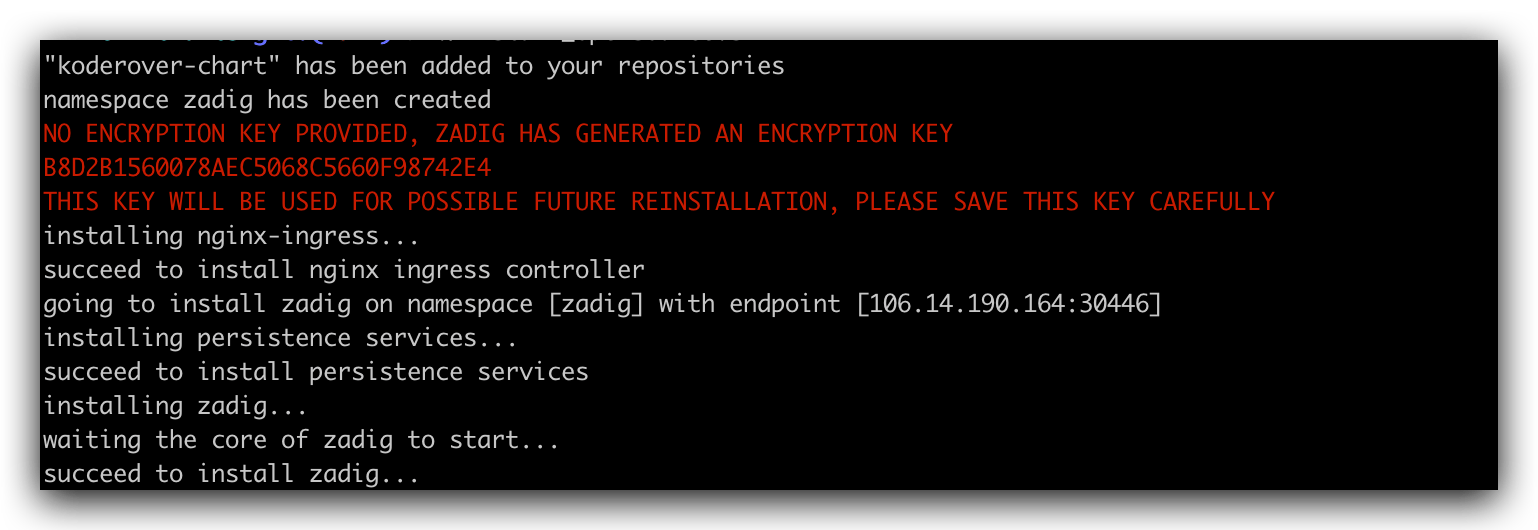 "koderover-chart" has been added to your repositories
namespace zadig has been created
NO ENCRYPTION KEY PROVIDED, ZADIG HAS GENERATED AN ENCRYPTION KEY
B8D2B1560078AEC5068C5660F98742E4
THIS KEY WILL BE USED FOR POSSIBLE FUTURE REINSTALLATION, PLEASE SAVE THIS KEY CAREFULLY
installing nginx-ingress...
succeed to install nginx ingress controller
going to install zadig on namespace [zadig] with endpoint [106.14.190.164:30446]
installing persistence services...
succeed to install persistence services
installing zadig...
waiting the core of zadig to start...
succeed to install zadig...